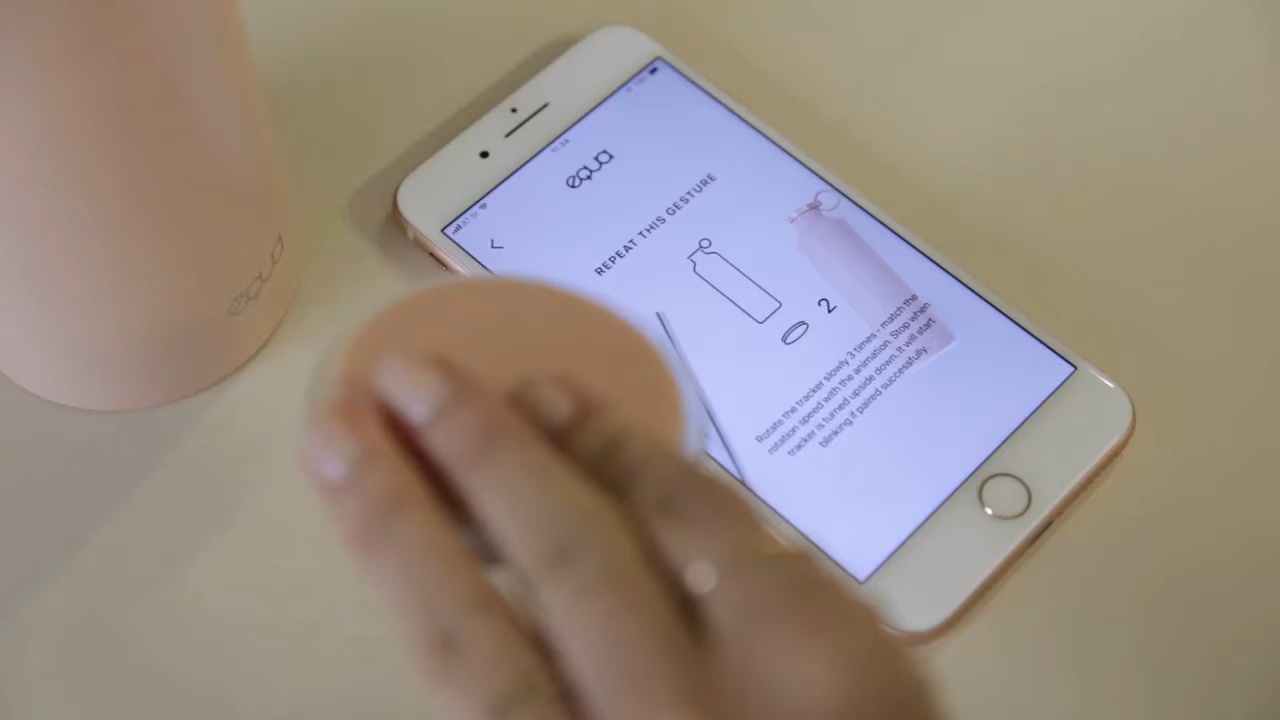 equa
REPEAT THIS GESTURE
2
Rotate the tracker slowly 3 times - match the
rotation speed with the animation. Stop when
tracker is turned upside down. It will start
blinking if paired successfully.
equa